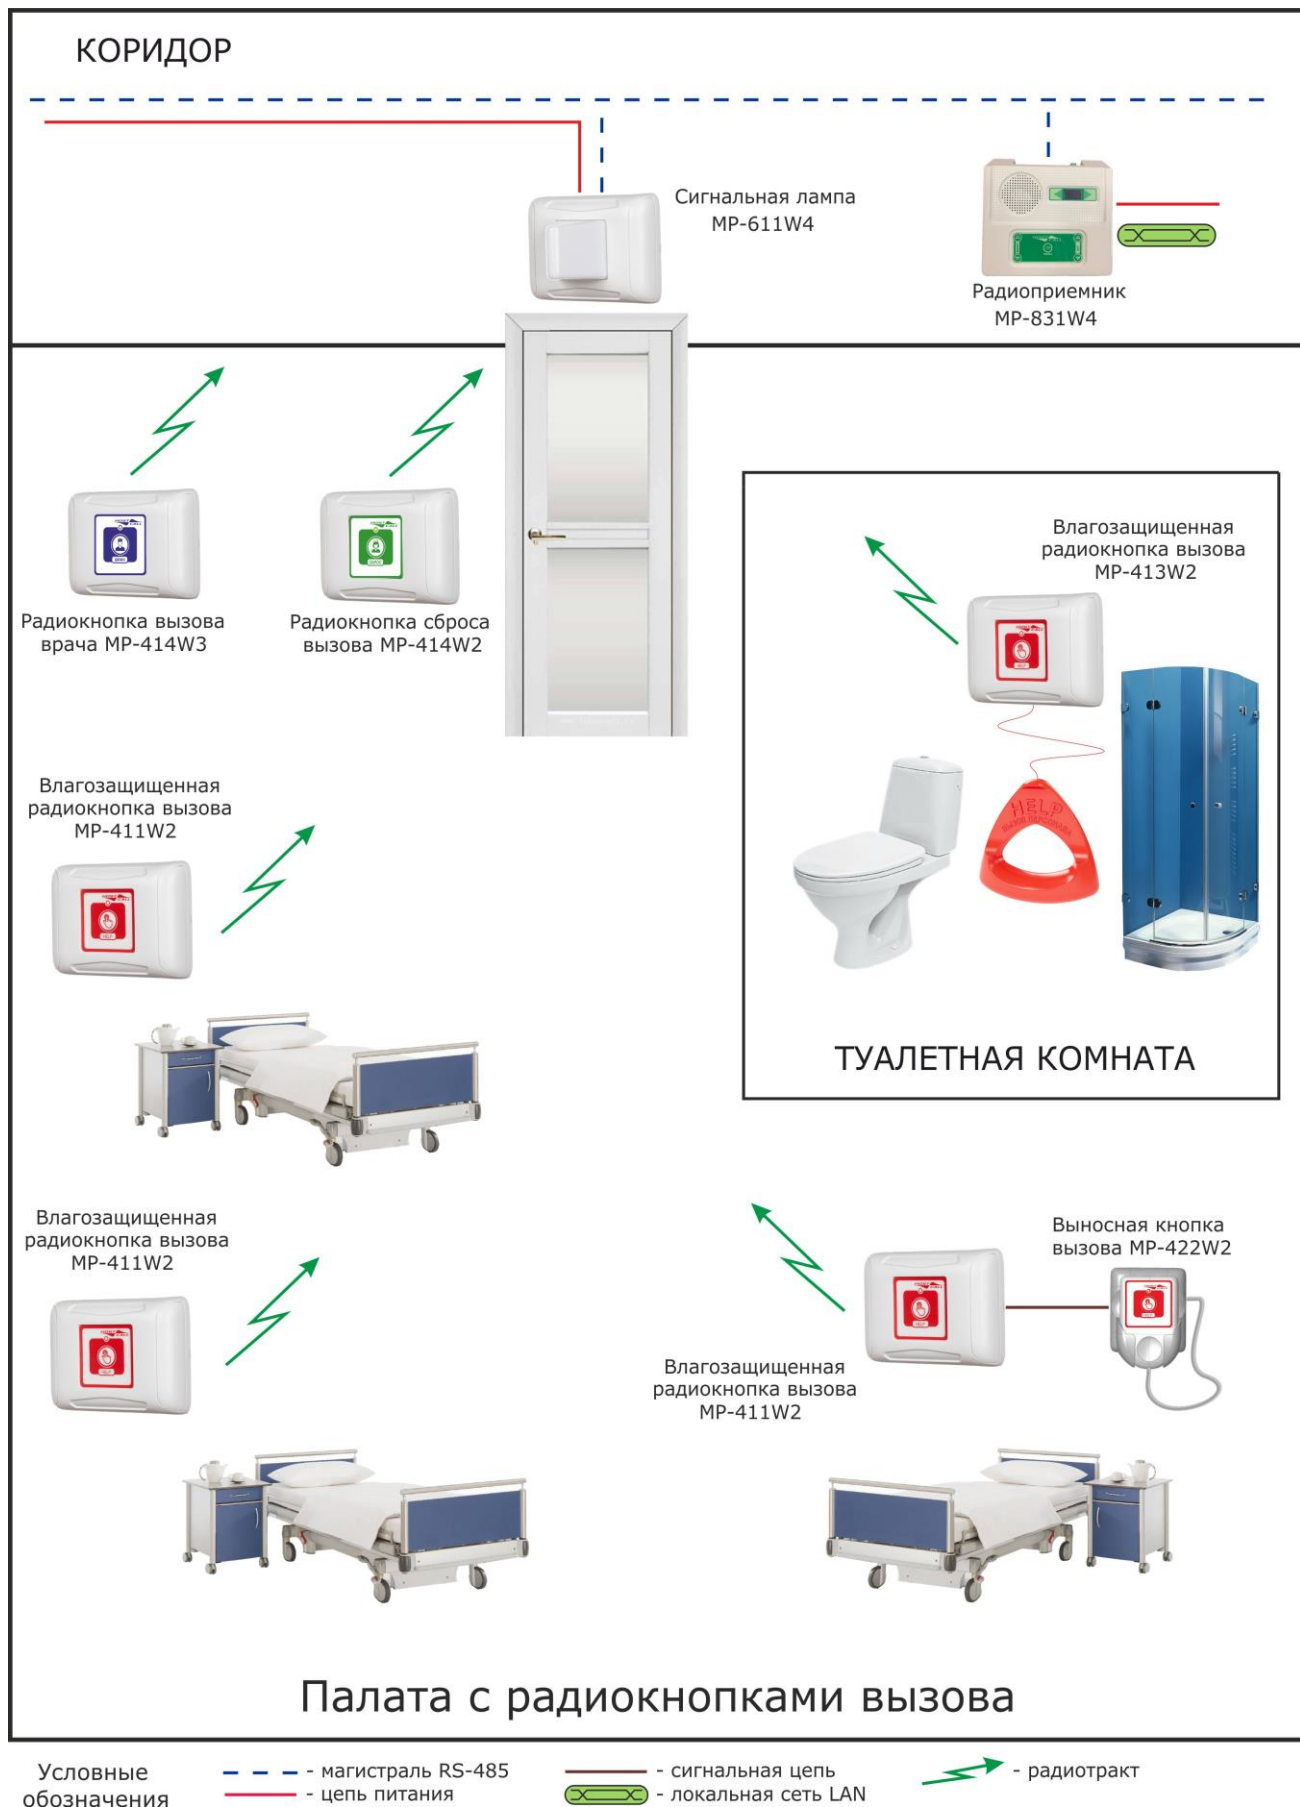 КОРИДОР
Сигнальная лампа
МР-611W4
Радиоприемник
МР-831W4
Радиокнопка вызова
врача МР-414W3
Радиокнопка сброса
вызова МР-414W2
Влагозащищенная
радиокнопка вызова
МР-413W2
HELP
ВЫЗОВ ПЕРСОНАЛА
ТУАЛЕТНАЯ КОМНАТА
Влагозащищенная
радиокнопка вызова
МР-411W2
HELP
Влагозащищенная
радиокнопка вызова
МР-411W2
Выносная кнопка
вызова МР-422W2
Влагозащищенная
радиокнопка вызова
МР-411W2
Палата с радиокнопками вызова
Условные
обозначения
- магистраль RS-485
- цепь питания
- сигнальная цепь
- локальная сеть LAN
- радиотракт